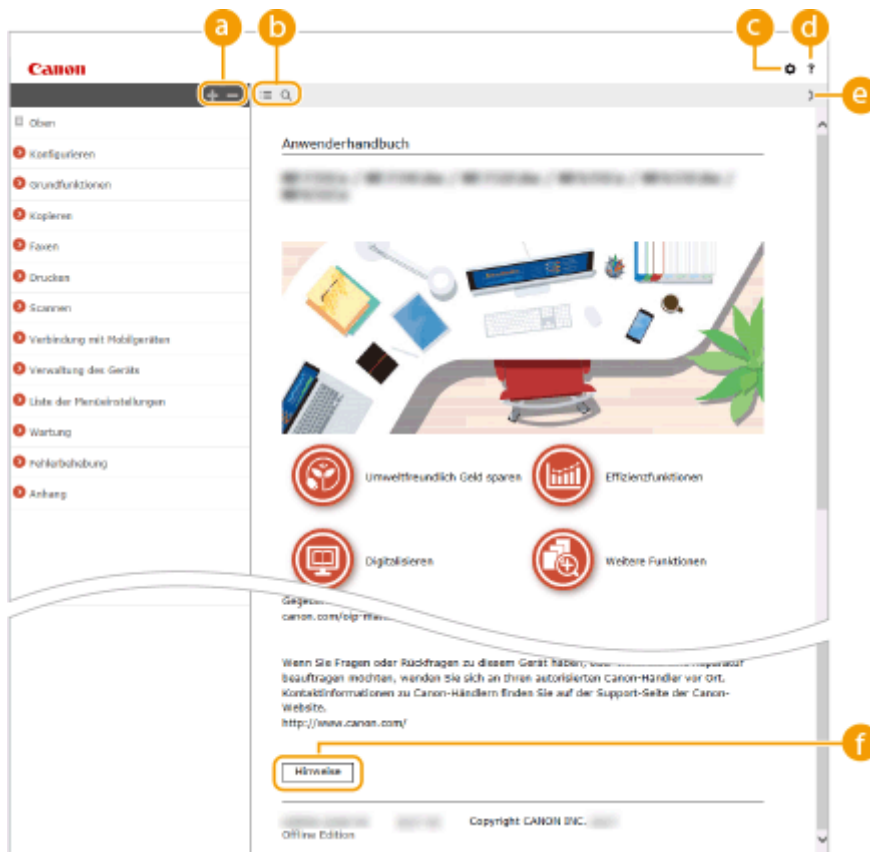 a
b
c
d
Canon
?
e
Oben
Anwenderhandbuch
Konfigurieren
Grundfunktionen
Kopieren
Faxen
Drucken
Scannen
Verbindung mit Mobilgeräten
Verwaltung des Geräts
Liste der Menüeinstellungen
Wartung
Fehlerbehebung
Anhang
Umweltfreundlich Geld sparen
Effizienzfunktionen
Digitalisieren
Weitere Funktionen
Wenn Sie Fragen oder Rückfragen zu diesem Gerät haben,
beauftragen möchten, wenden Sie sich an Ihren autorisierten Canon-Händler vor Ort.
Kontaktinformationen zu Canon-Händlern finden Sie auf der Support-Seite der Canon-
Website.
http://www.canon.com/
f
Hinweise
Copyright CANON INC.
Offline Edition